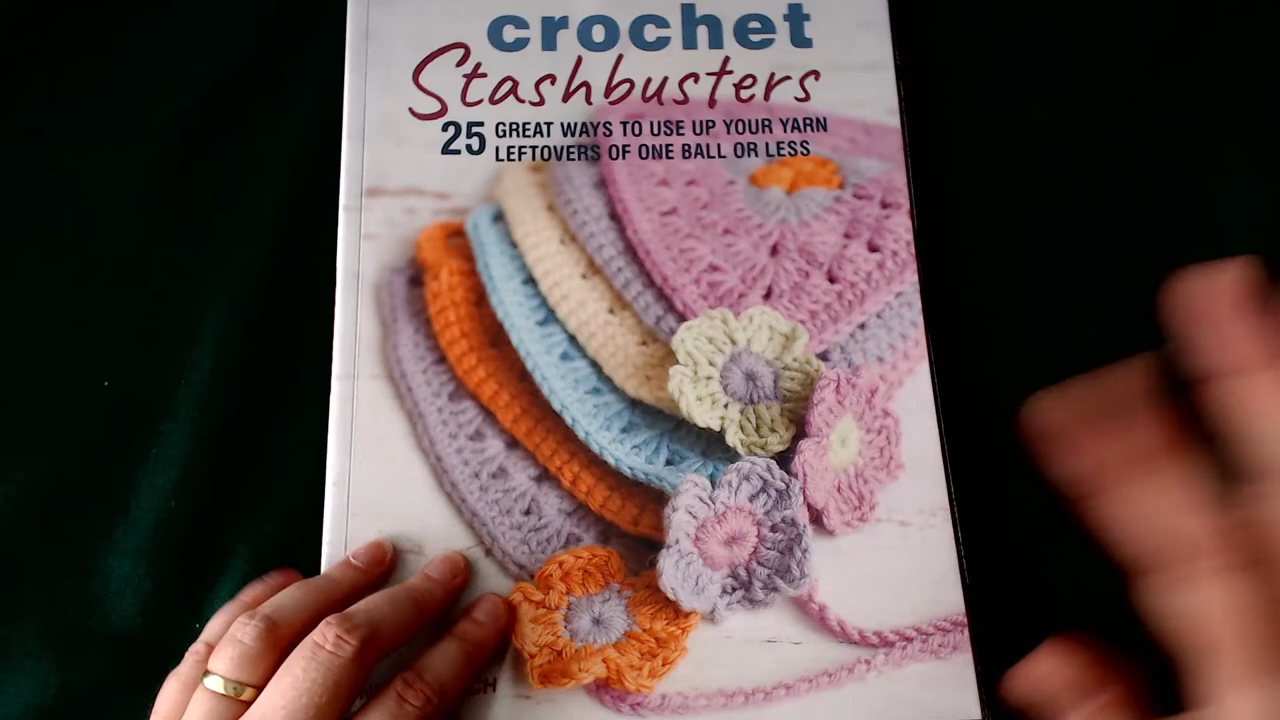 crochet
Stashbusters
25 GREAT WAYS TO USE UP YOUR YARN
LEFTOVERS OF ONE BALL OR LESS